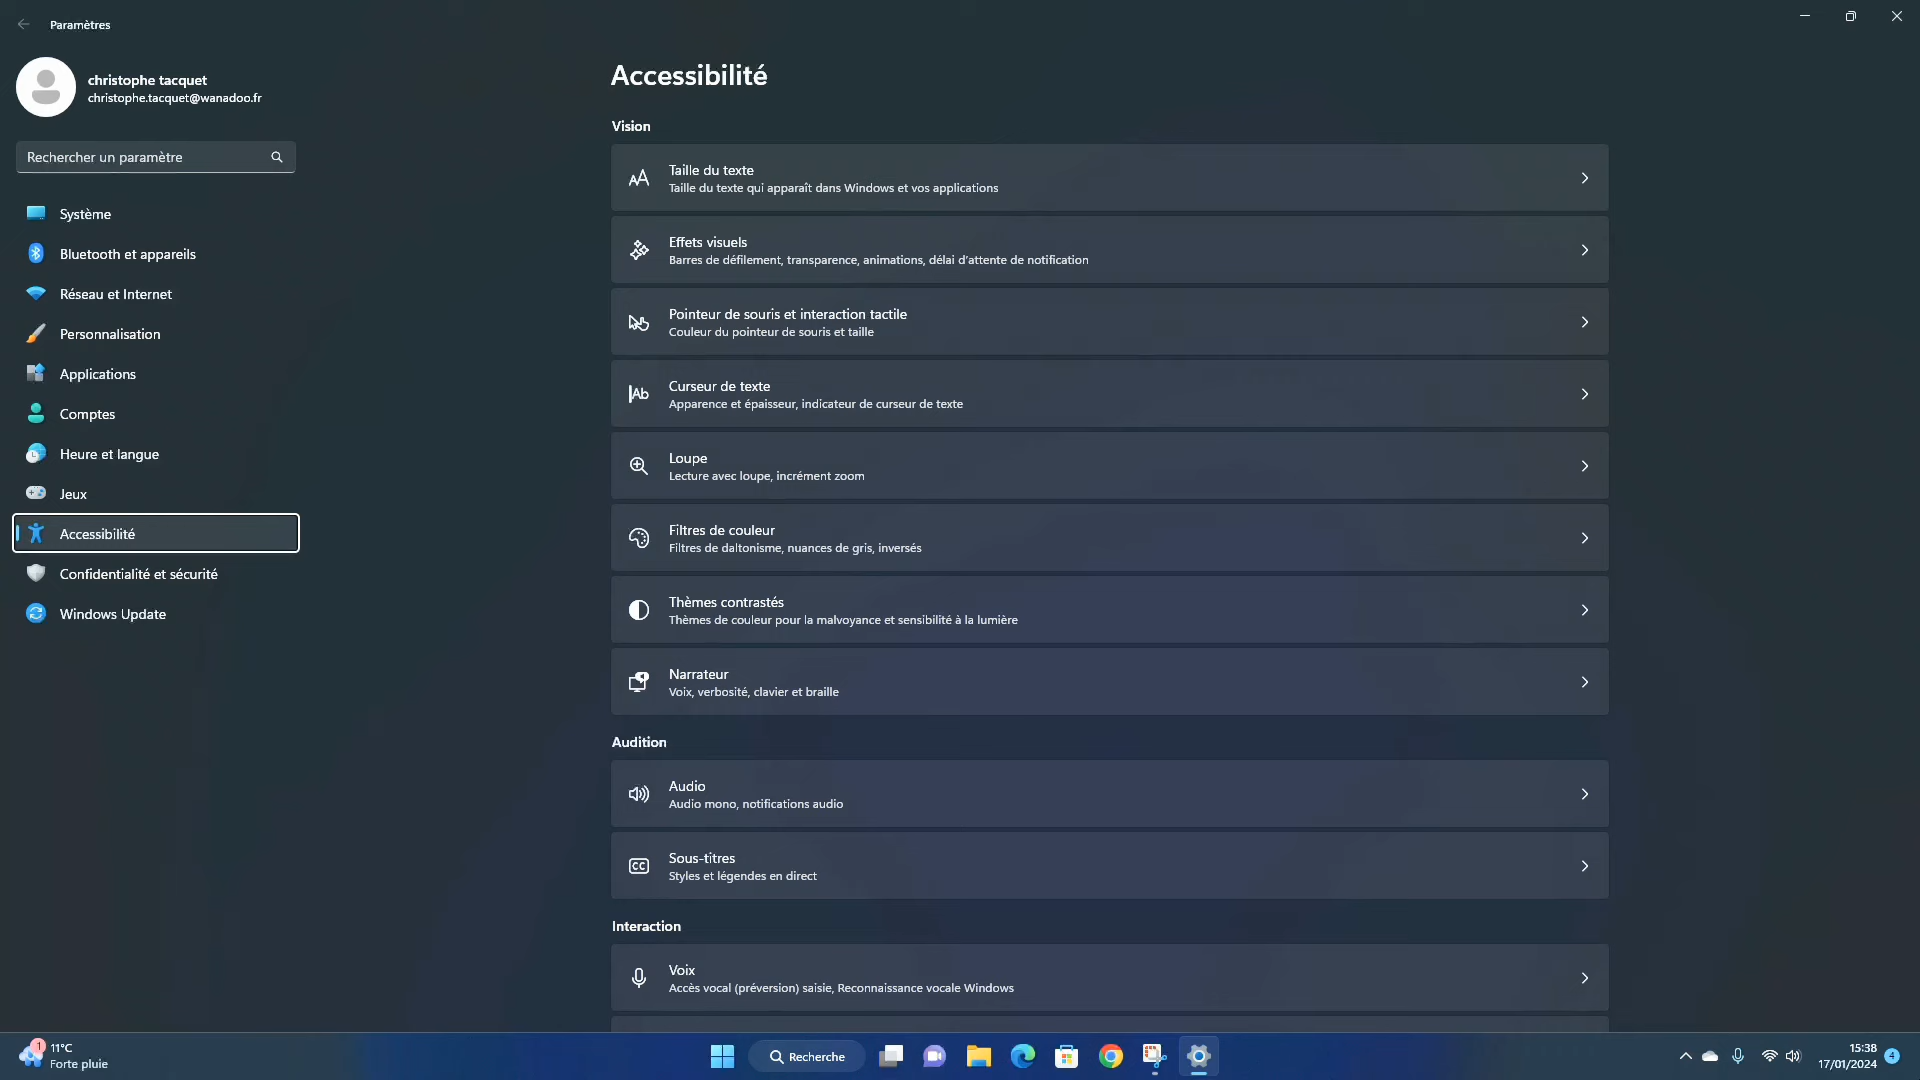 Paramètres
christophe tacquet
christophe.tacquet@wanadoo.fr
Rechercher un paramètre
Système
Bluetooth et appareils
Réseau et Internet
Personnalisation
Applications
Comptes
Heure et langue
Jeux
Accessibilité
Confidentialité et sécurité
Windows Update
Accessibilité
Vision
Taille du texte
Taille du texte qui apparaît dans Windows et vos applications
Effets visuels
Barres de défilement, transparence, animations, délai d'attente de notification
Pointeur de souris et interaction tactile
Couleur du pointeur de souris et taille
Curseur de texte
Apparence et épaisseur, indicateur de curseur de texte
Loupe
Lecture avec loupe, incrément zoom
Filtres de couleur
Filtres de daltonisme, nuances de gris, inversés
Thèmes contrastés
Thèmes de couleur pour la malvoyance et sensibilité à la lumière
Narrateur
Voix, verbosité, clavier et braille
Audition
Audio
Audio mono, notifications audio
Sous-titres
Styles et légendes en direct
Interaction
Voix
Accès vocal (préversion) saisie, Reconnaissance vocale Windows
1
11°C
Forte pluie
Recherche
15:38
17/01/2024
4